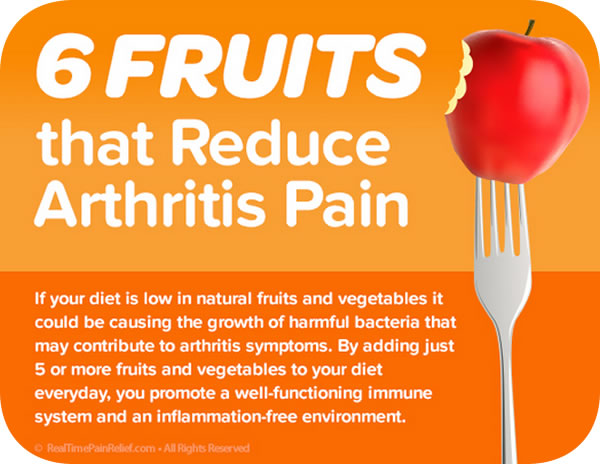 6 FRUITS
that Reduce
Arthritis Pain
If your diet is low in natural fruits and vegetables it
could be causing the growth of harmful bacteria that
may contribute to arthritis symptoms. By adding just
5 or more fruits and vegetables to your diet
everyday, you promote a well-functioning immune
system and an inflammation-free environment.
© RealTimePainRelief.com • All Rights Reserved